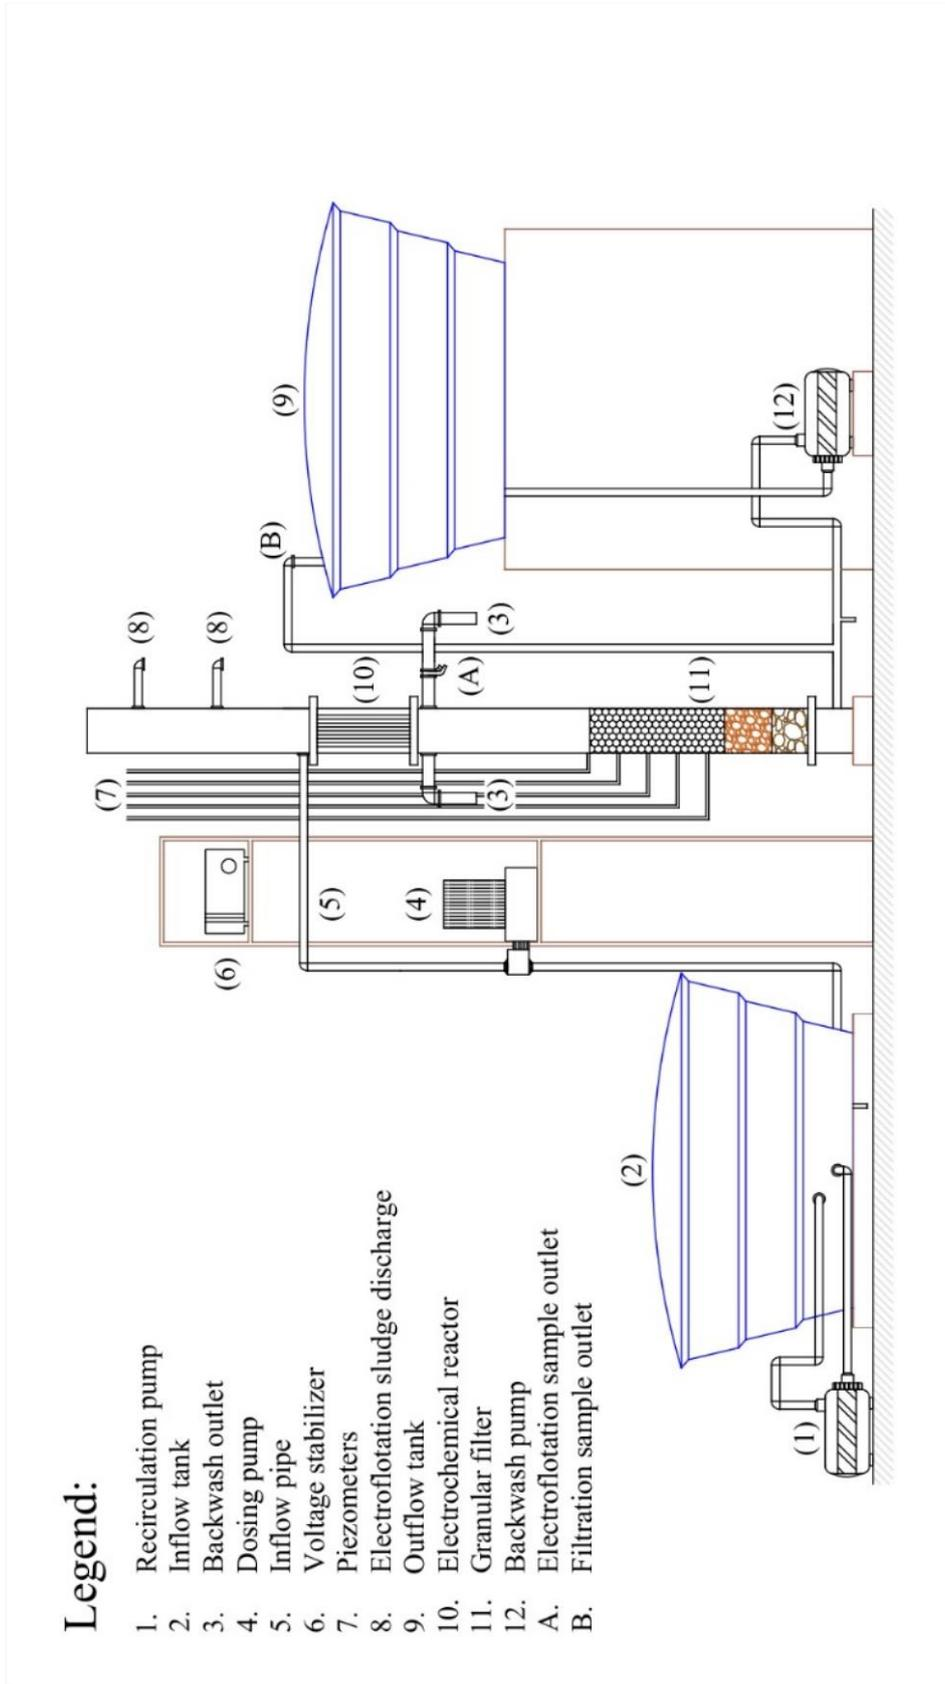 Legend:
1. Recirculation pump
2. Inflow tank
3. Backwash outlet
4. Dosing pump
5. Inflow pipe
6. Voltage stabilizer
7. Piezometers
8. Electroflotation sludge discharge
9. Outflow tank
10. Electrochemical reactor
11. Granular filter
12. Backwash pump
A. Electroflotation sample outlet
B. Filtration sample outlet
(8)
(7)
(8)
(6)
(B)
(9)
(5)
(10)
(4)
(A)
(3)
(3)
(2)
(11)
(12)
(1)